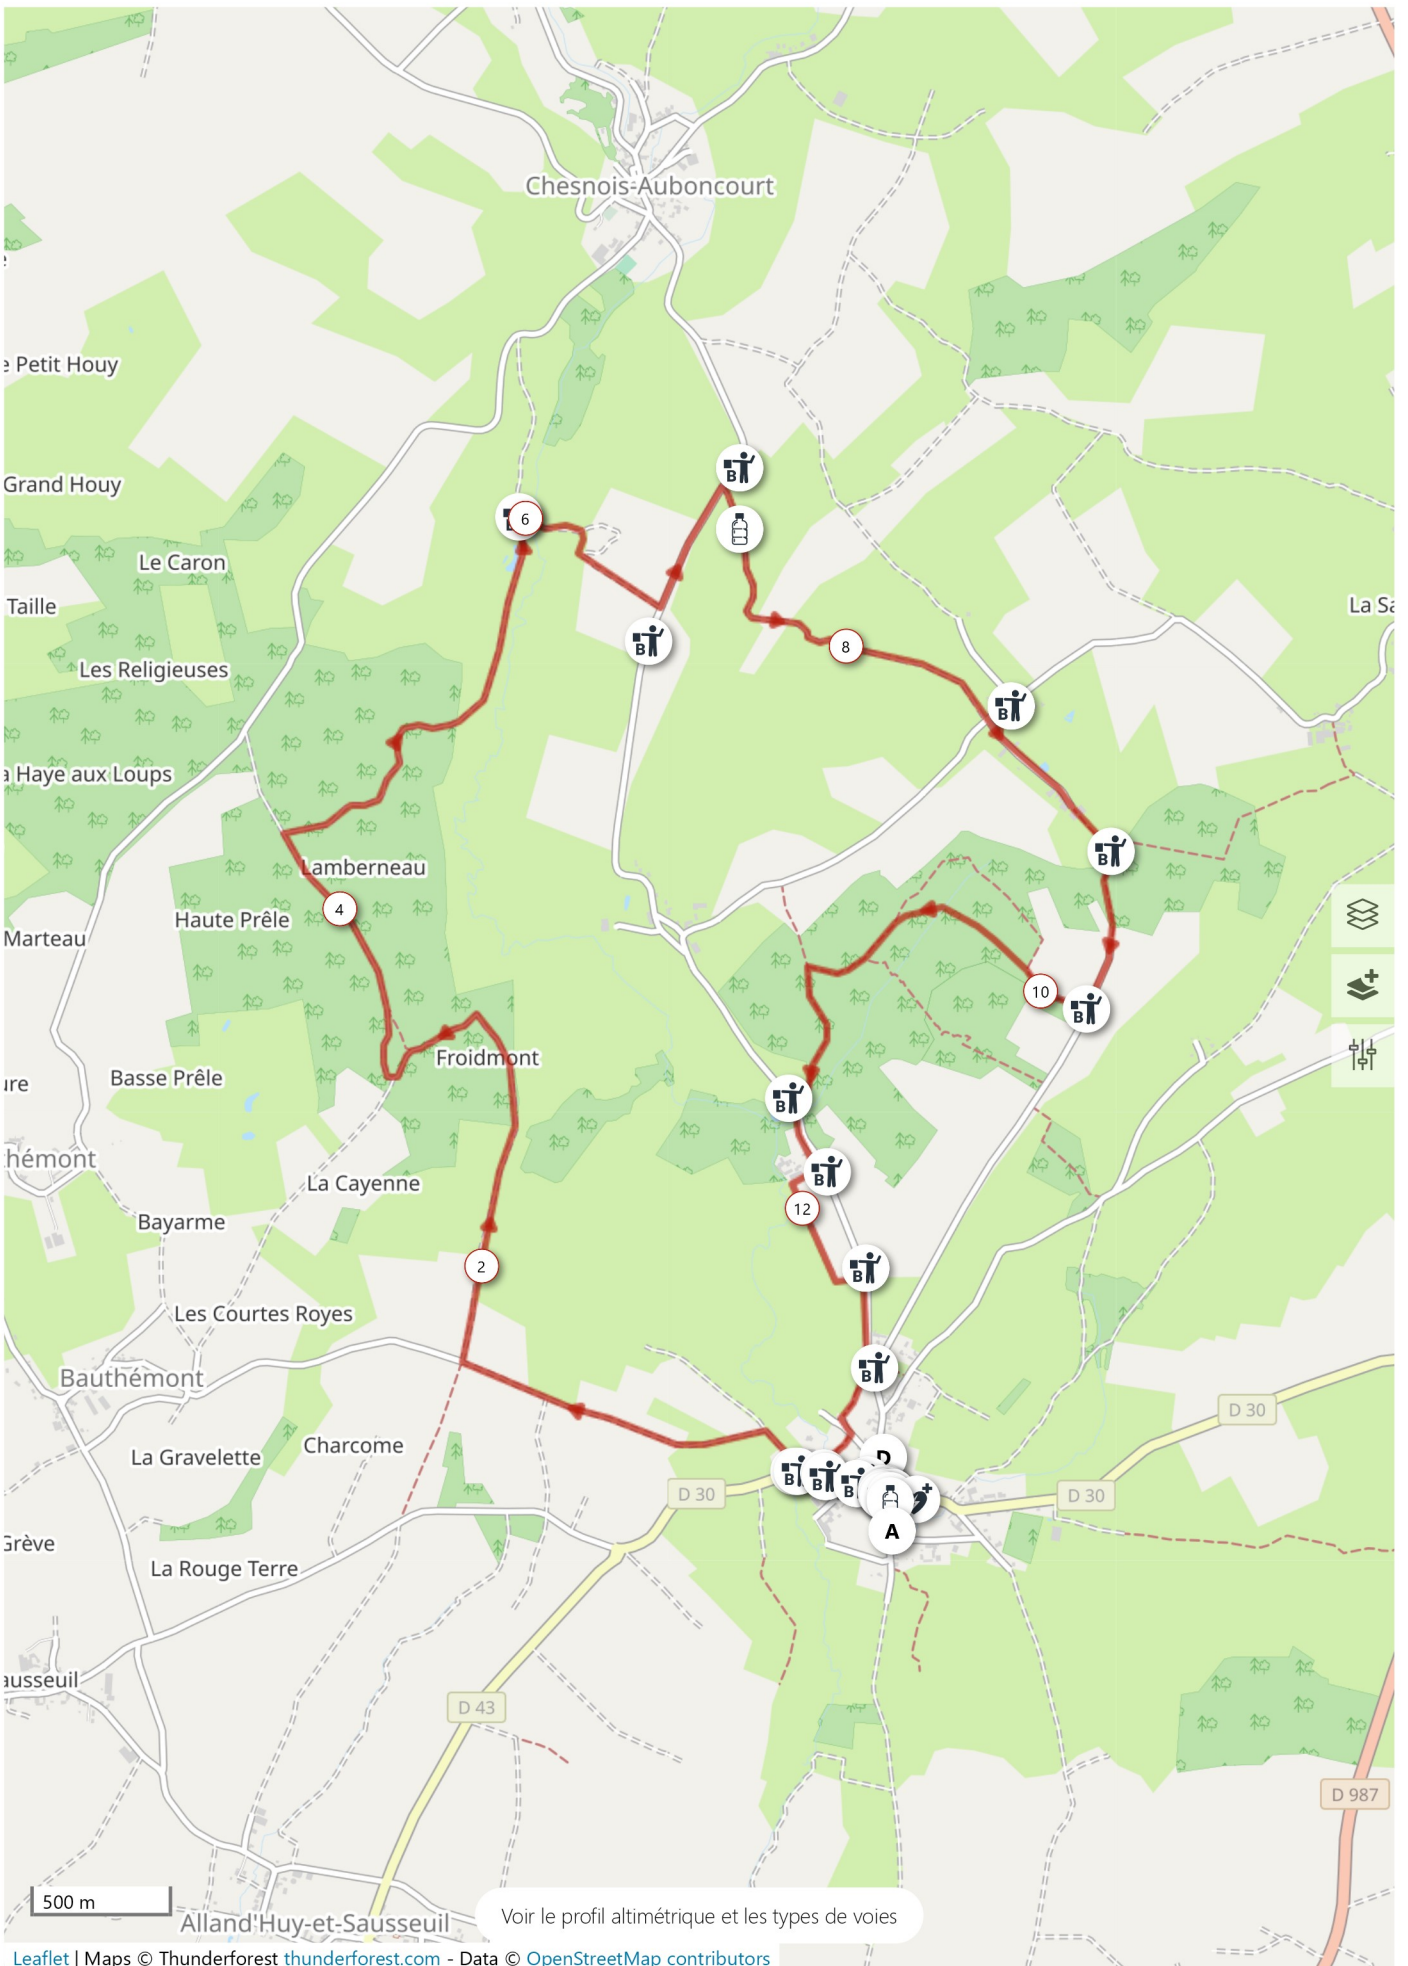 Chesnois-Auboncourt
Petit Houy
Grand Houy
6
Le Caron
Taille
La Sa
8
Les Religieuses
a Haye aux Loups
Lamberneau
4
Haute Prêle
Marteau
10
Froidmont
Basse Prêle
ure
hémont
La Cayenne
12
Bayarme
2
Les Courtes Royes
Bauthémont
D 30
Charcome
La Gravelette
D
D 30
D 30
A
Grève
La Rouge Terre
ausseuil
D 43
D 987
500 m
Voir le profil altimétrique et les types de voies
Alland'Huy-et-Sausseuil
Leaflet | Maps © Thunderforest thunderforest.com - Data © OpenStreetMap contributors
B
B
B
B
B
B
B
B
B
B
B
B
B